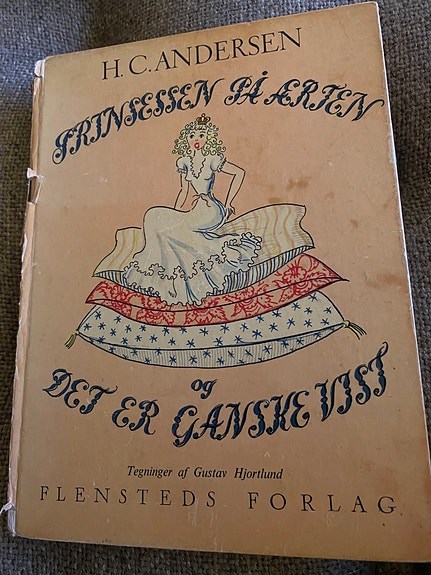 H. C. ANDERSEN
PRINSESSEN PÅ ÆRTEN
og
DET ER GANSKE VIST
Tegninger af Gustav Hjortlund
FLENSTEDS FORLAG